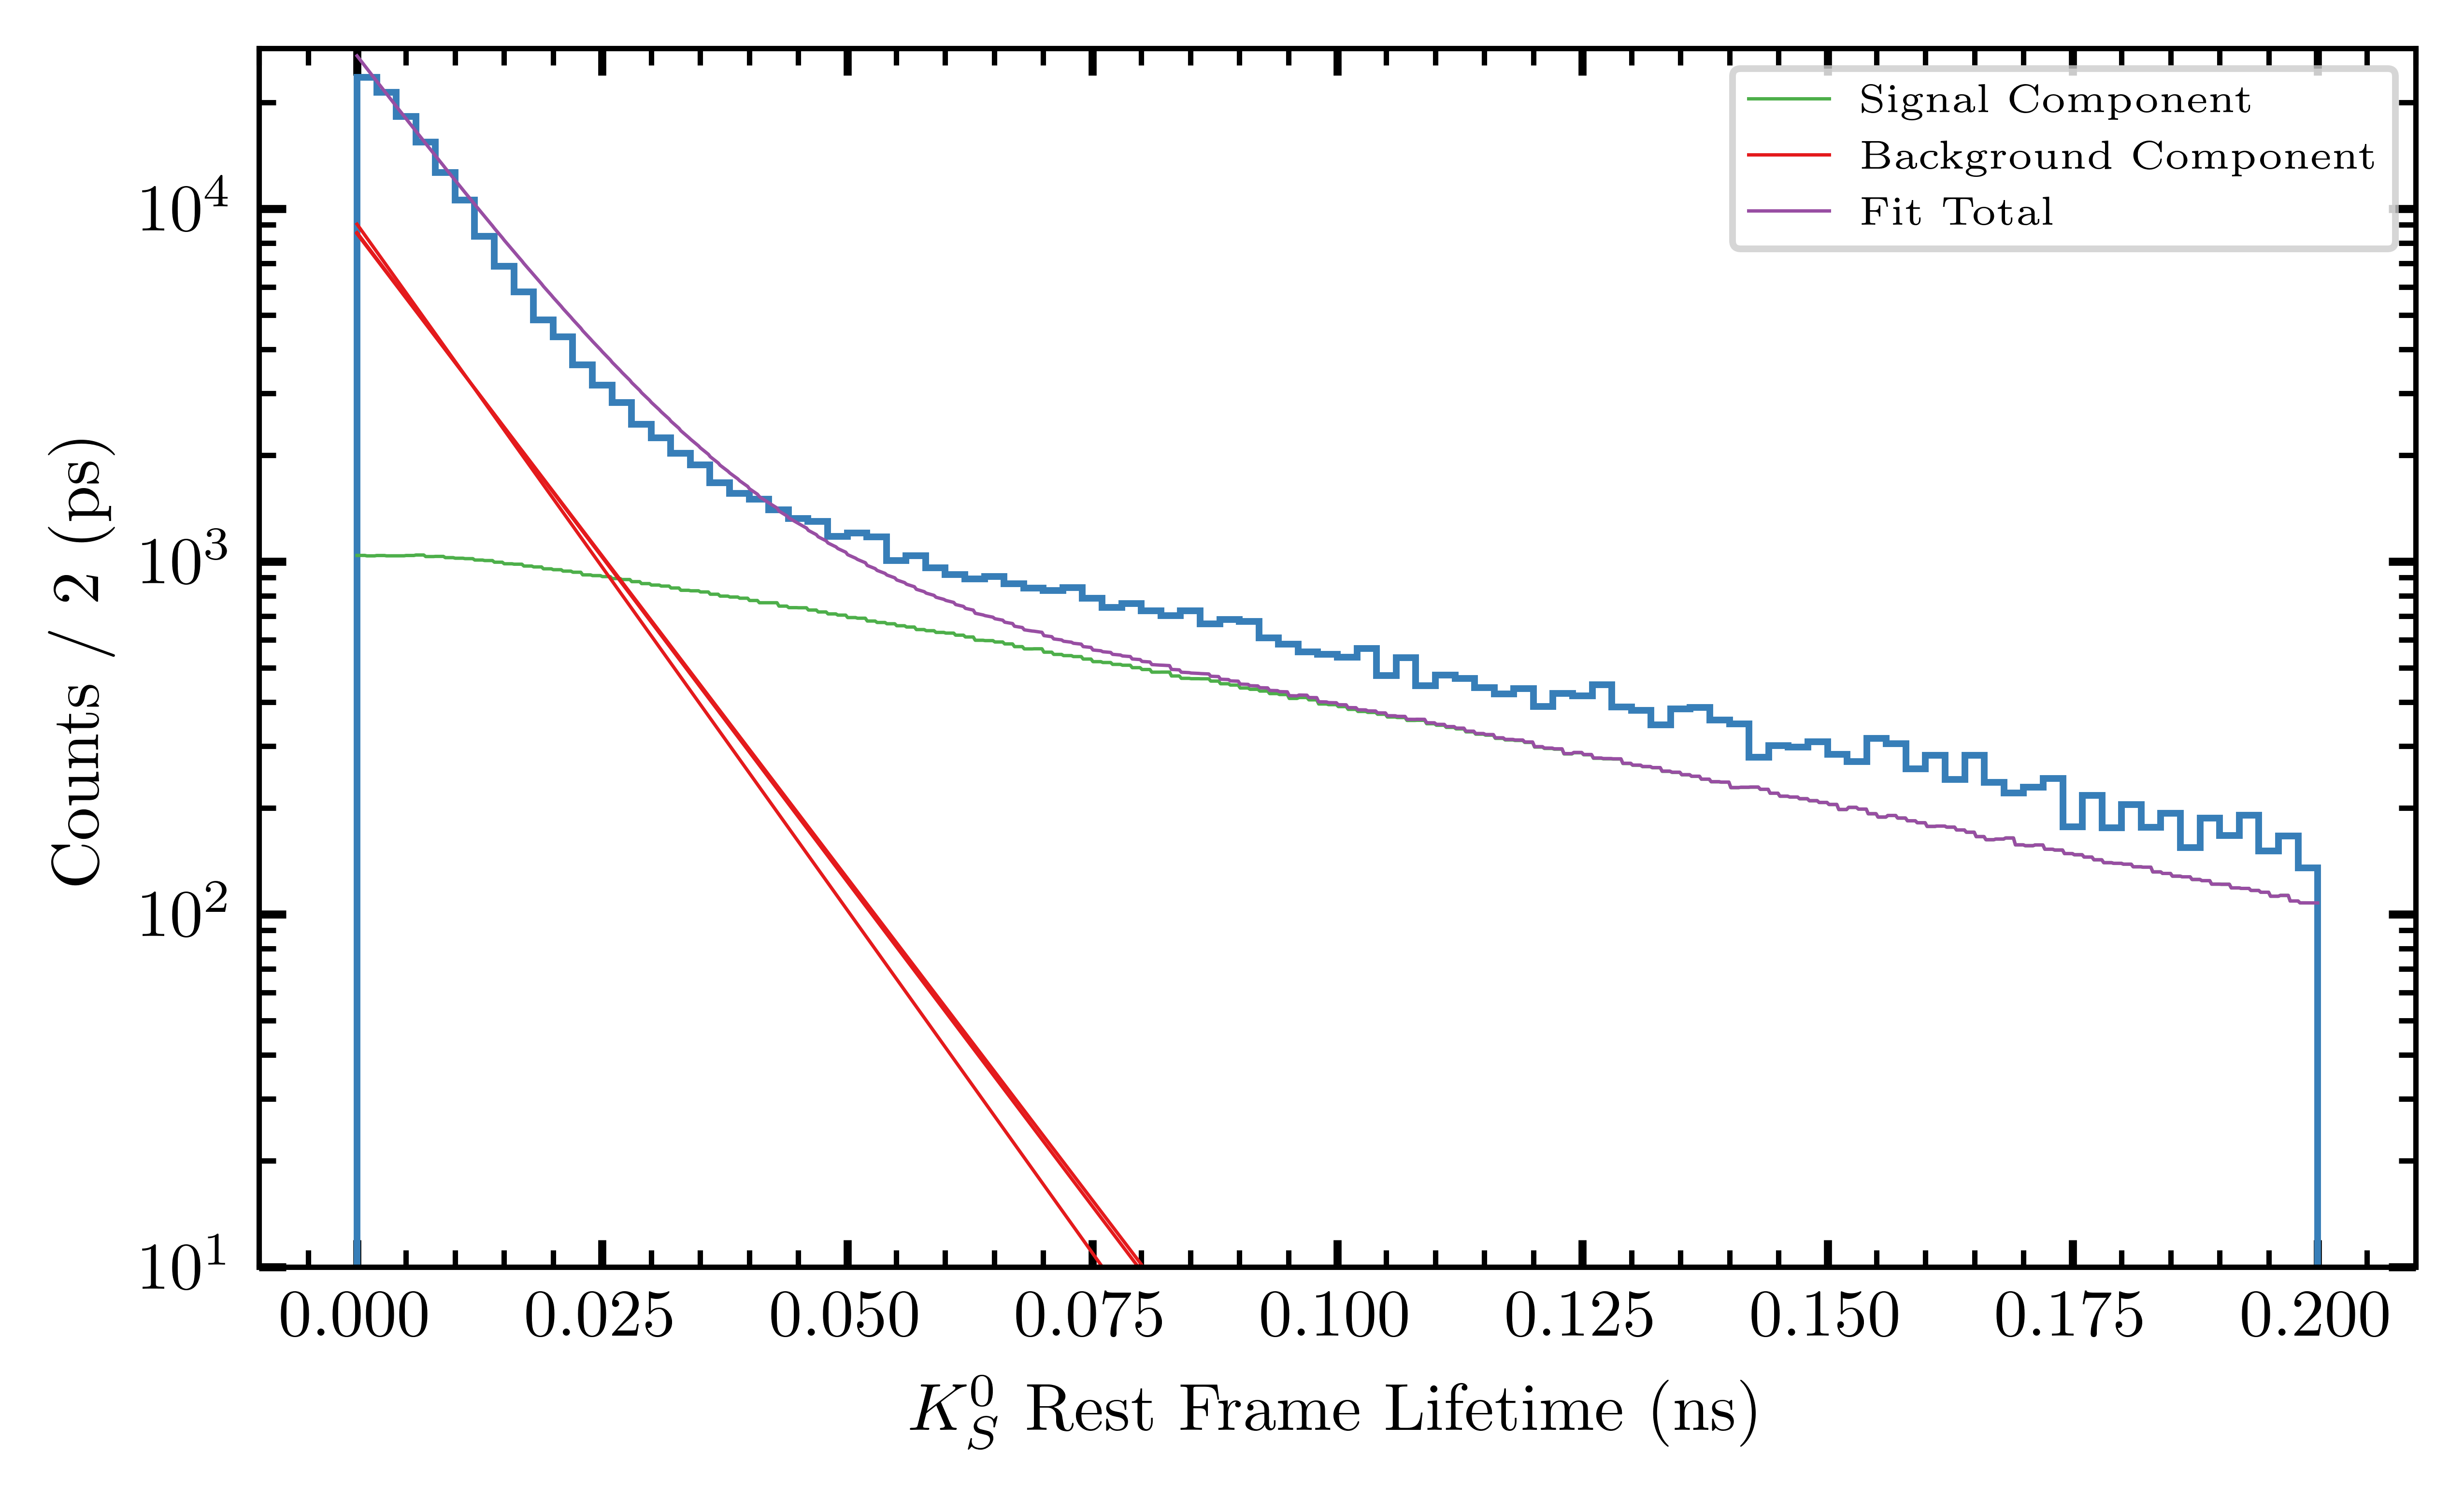 Signal Component
Background Component
Fit Total
10^4
10^3
10^2
10^1
Counts / 2 (ps)
0.000 0.025 0.050 0.075 0.100 0.125 0.150 0.175 0.200
K_S^0 Rest Frame Lifetime (ns)